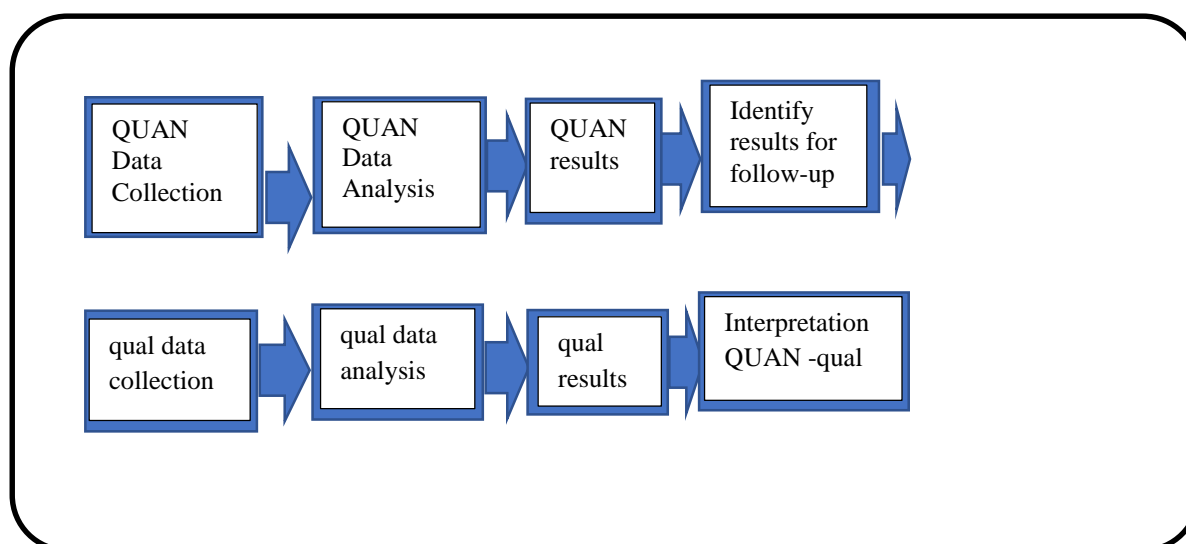 QUAN
Data
Collection
QUAN
Data
Analysis
QUAN
results
Identify
results for
follow-up
qual data
collection
qual data
analysis
qual
results
Interpretation
QUAN -qual